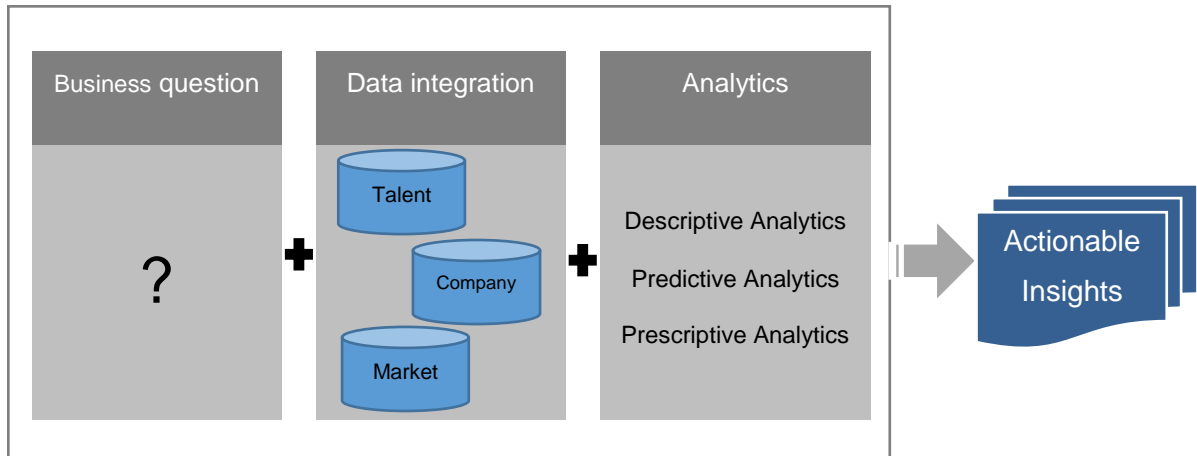 Business question
?
Data integration
Talent
Company
Market
Analytics
Descriptive Analytics
Predictive Analytics
Prescriptive Analytics
Actionable
Insights